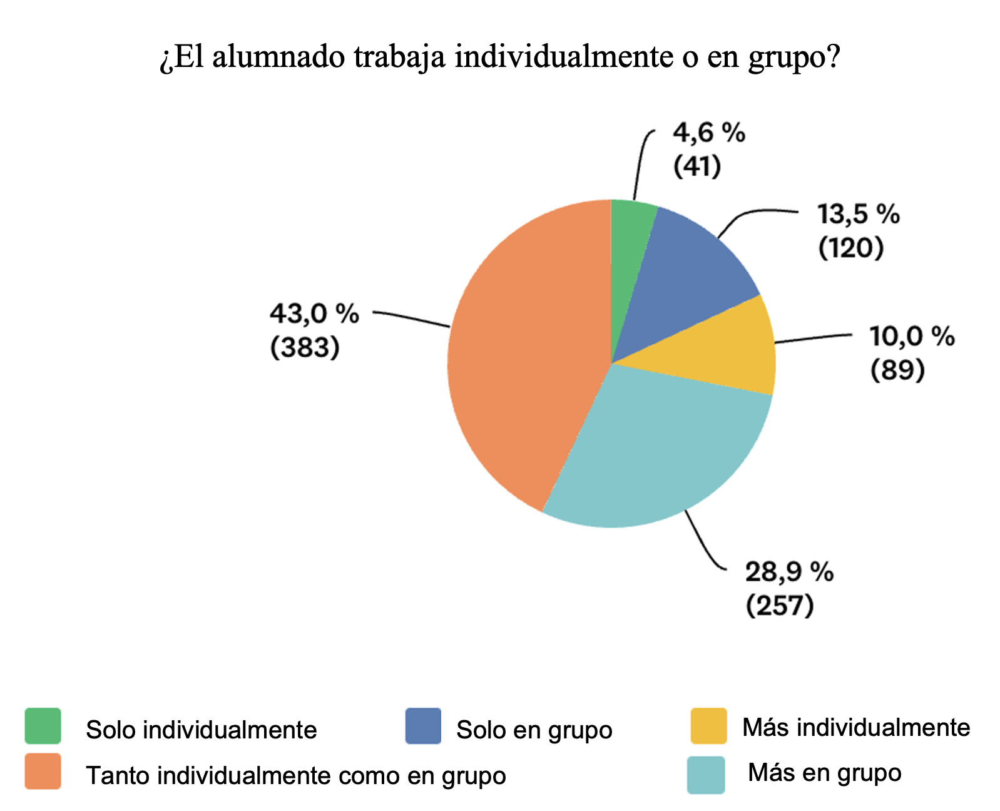 ¿El alumnado trabaja individualmente o en grupo?
4,6 %
(41)
13,5 %
(120)
43,0 %
(383)
10,0 %
(89)
28,9 %
(257)
Solo individualmente
Solo en grupo
Más individualmente
Tanto individualmente como en grupo
Más en grupo